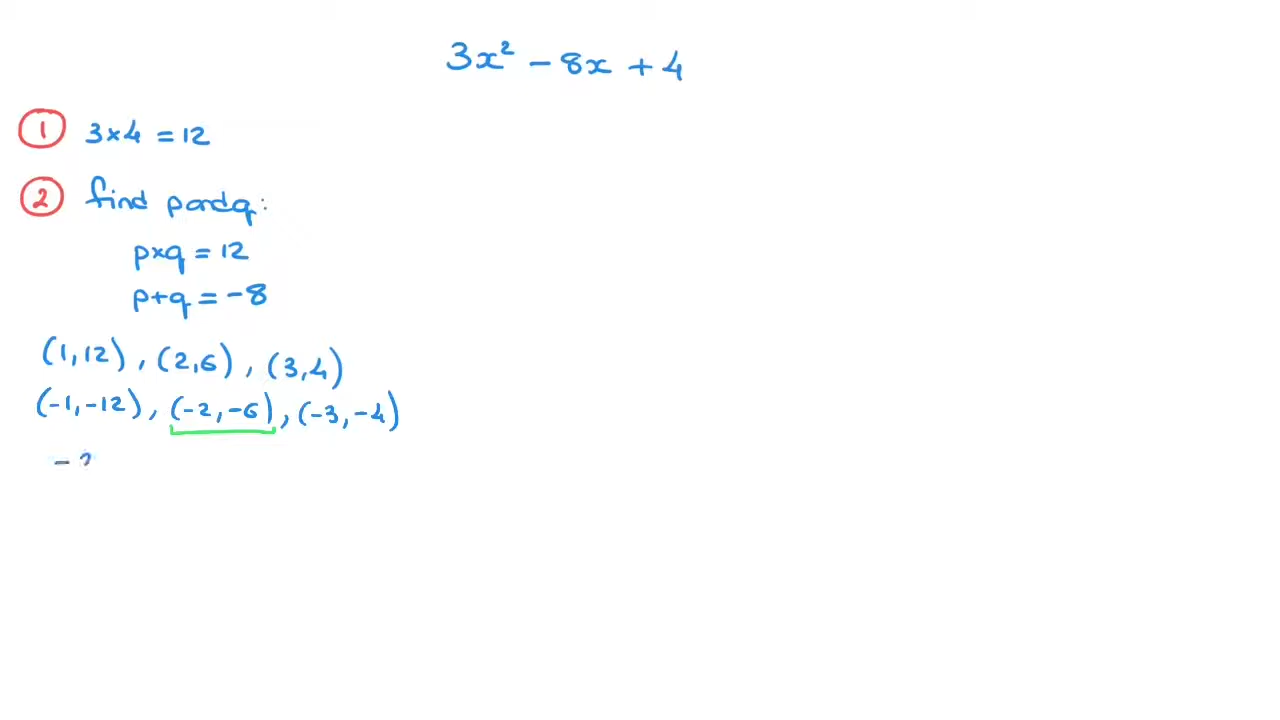 3x² - 8x + 4
1 3×4 = 12
2 find p and q:
p×q = 12
p+q = -8
(1,12), (2,6), (3,4)
(-1,-12), (-2,-6), (-3,-4)
-